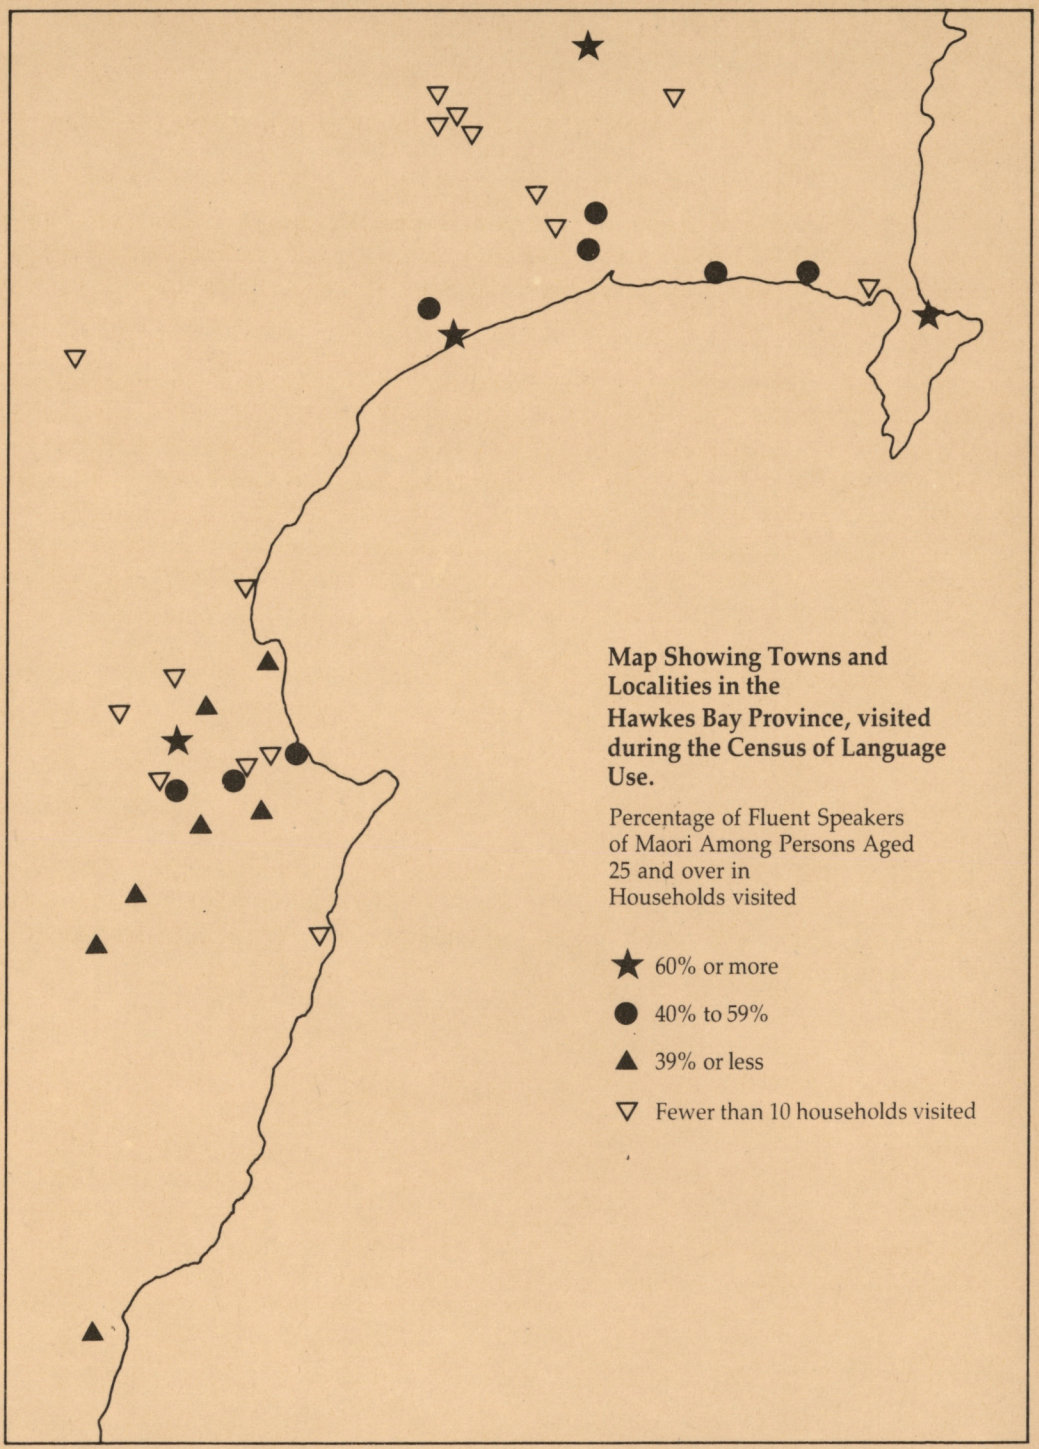 Map Showing Towns and
Localities in the
Hawkes Bay Province, visited
during the Census of Language
Use.
Percentage of Fluent Speakers
of Maori Among Persons Aged
25 and over in
Households visited
60% or more
40% to 59%
39% or less
Fewer than 10 households visited